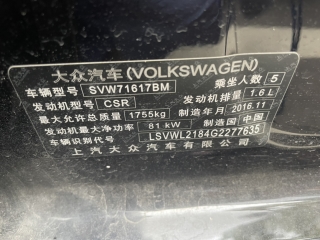 大众汽车(VOLKSWAGEN)
车辆型号 SVW71617BM 乘坐人数 5
发动机型号 CSR 发动机排量 1.6 L
最大允许总质量 1755kg 制造年月 2016.11
发动机最大净功率 81 kW 制造国 中国
车辆识别代号 LSVWL2184G2277635
上汽大众汽车有限公司